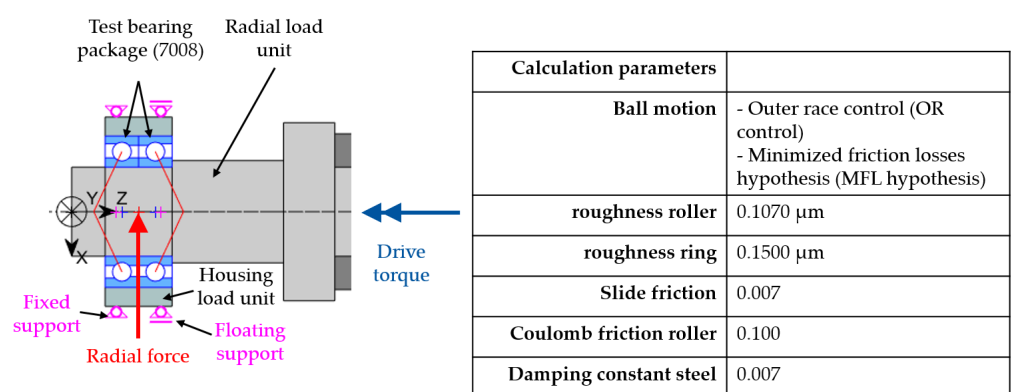 Test bearing
package (7008)
Radial load
unit
Y
Z
X
Drive
torque
Housing
load unit
Fixed
support
Floating
support
Radial force
Calculation parameters
Ball motion
- Outer race control (OR
control)
- Minimized friction losses
hypothesis (MFL hypothesis)
roughness roller 0.1070 µm
roughness ring 0.1500 µm
Slide friction 0.007
Coulomb friction roller 0.100
Damping constant steel 0.007